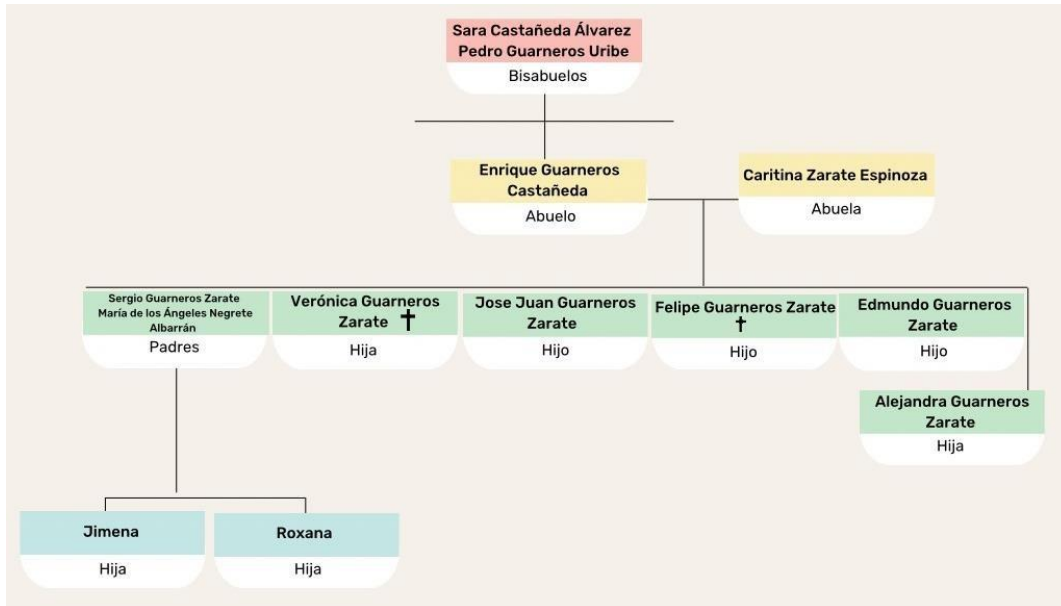 Sara Castañeda Álvarez
Pedro Guarneros Uribe
Bisabuelos
Enrique Guarneros
Castañeda
Abuelo
Caritina Zarate Espinoza
Abuela
Sergio Guarneros Zarate
María de los Ángeles Negrete
Albarrán
Padres
Verónica Guarneros
Zarate ✝
Hija
Jose Juan Guarneros
Zarate
Hijo
Felipe Guarneros Zarate
✝
Hijo
Edmundo Guarneros
Zarate
Hijo
Alejandra Guarneros
Zarate
Hija
Jimena
Hija
Roxana
Hija